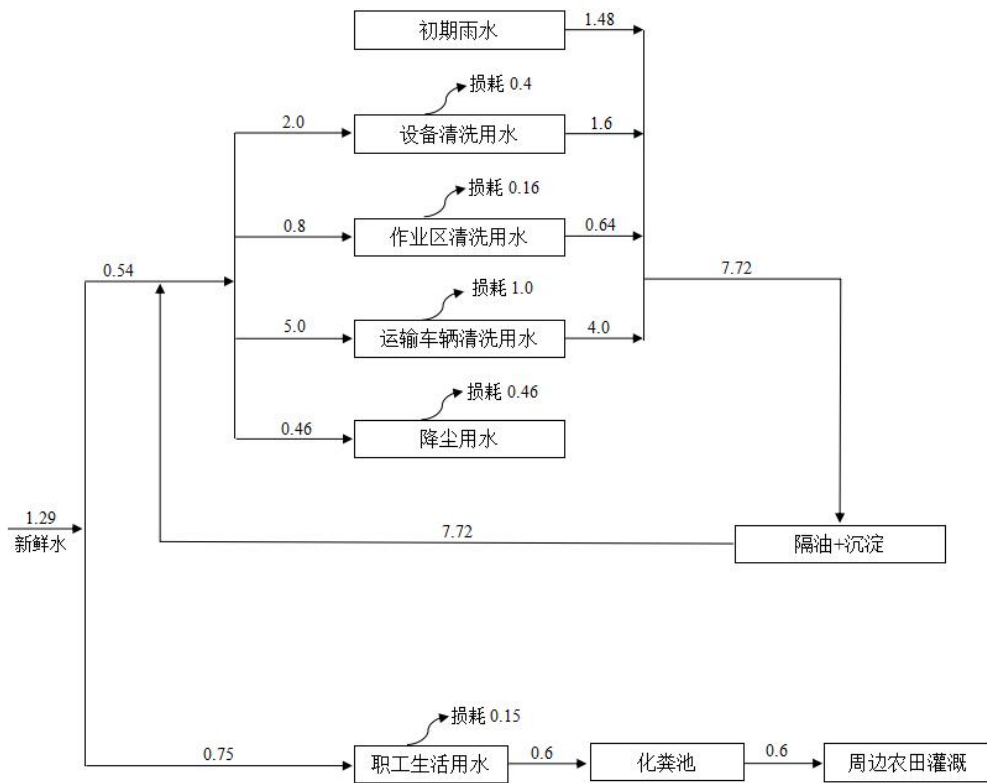 初期雨水
1.48
损耗 0.4
2.0
设备清洗用水
1.6
损耗 0.16
0.8
作业区清洗用水
0.64
0.54
7.72
损耗 1.0
5.0
运输车辆清洗用水
4.0
损耗 0.46
0.46
降尘用水
1.29
新鲜水
7.72
隔油+沉淀
损耗 0.15
0.75
职工生活用水
0.6
化粪池
0.6
周边农田灌溉